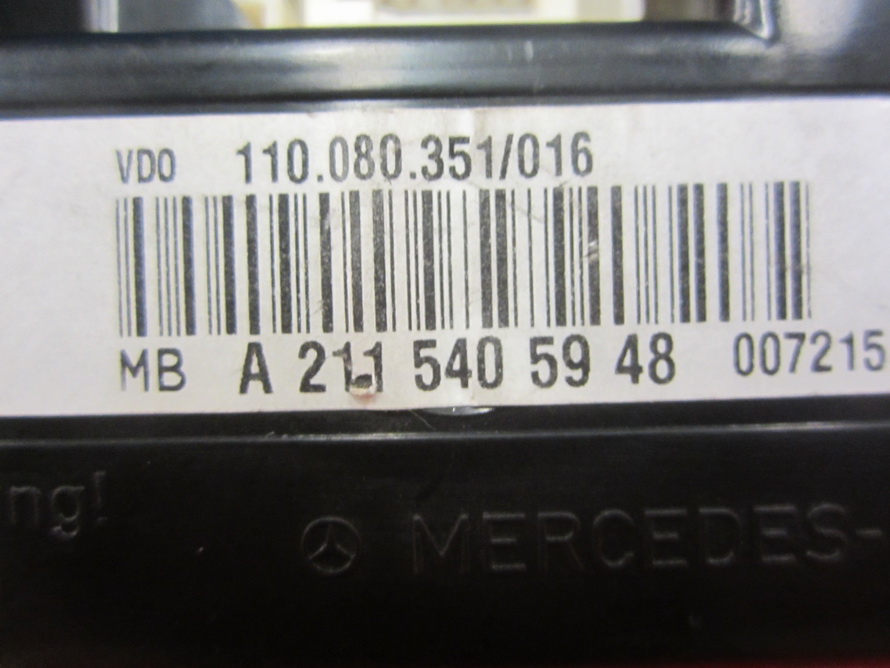 VDO 110.080.351/016
MB A 211 540 59 48 007215
ng!
MERCEDES-